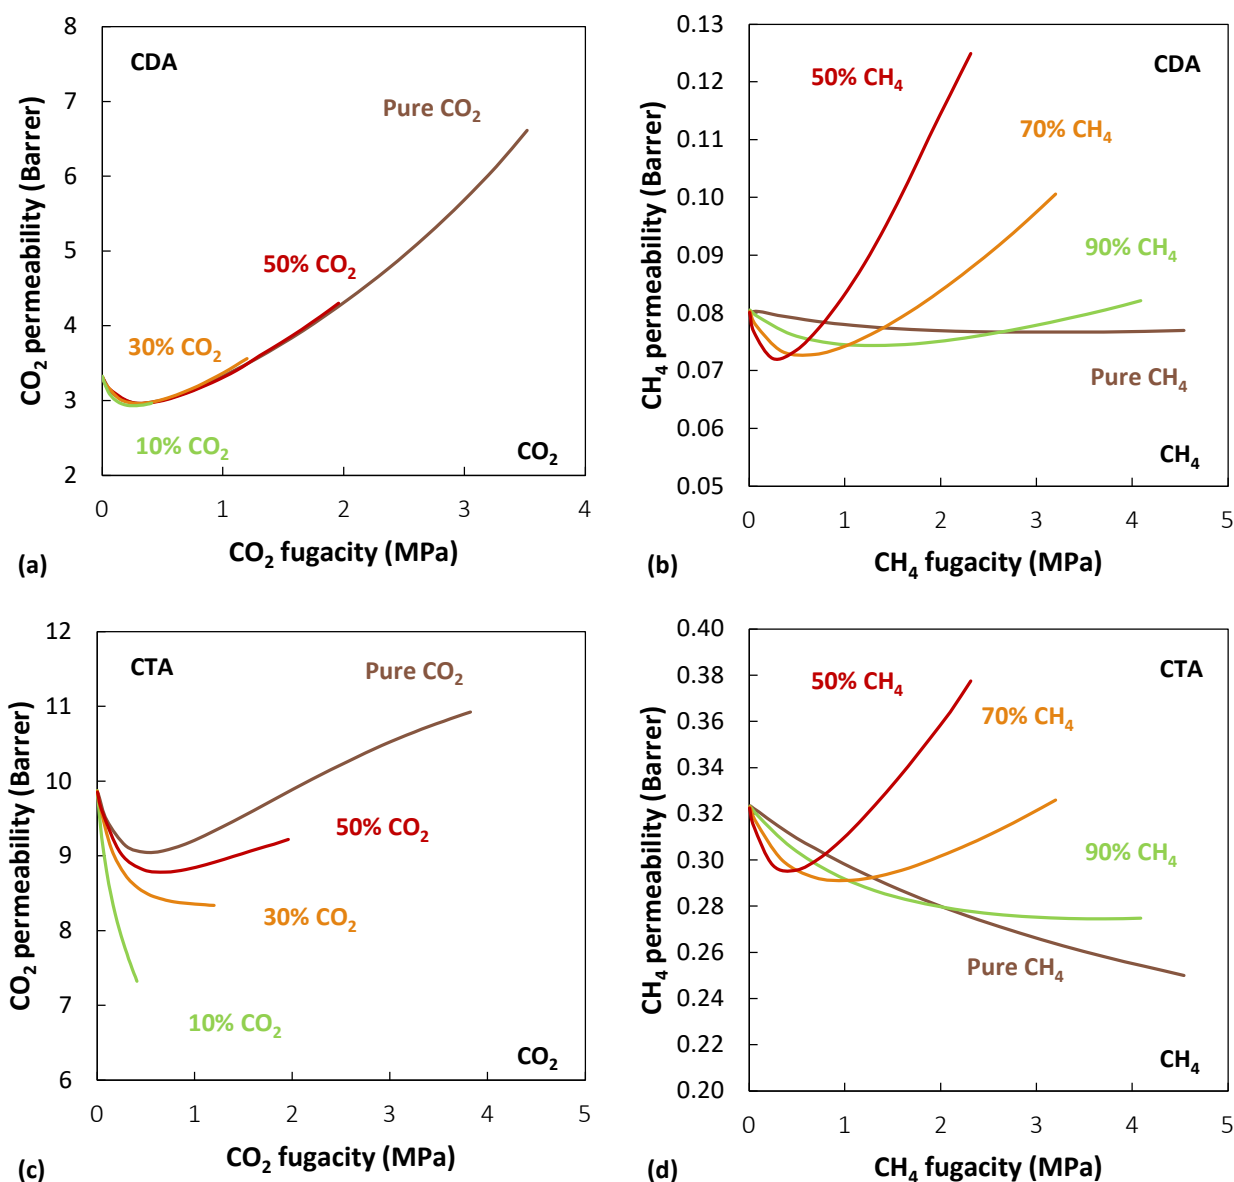 CDA
Pure CO2
50% CO2
30% CO2
10% CO2
CO2
8
7
6
5
4
3
2
0 1 2 3 4
CO2 permeability (Barrer)
CO2 fugacity (MPa)
(a)
CDA
50% CH4
70% CH4
90% CH4
Pure CH4
CH4
0.13
0.12
0.11
0.10
0.09
0.08
0.07
0.06
0.05
0 1 2 3 4 5
CH4 permeability (Barrer)
CH4 fugacity (MPa)
(b)
CTA
Pure CO2
50% CO2
30% CO2
10% CO2
CO2
12
11
10
9
8
7
6
0 1 2 3 4 5
CO2 permeability (Barrer)
CO2 fugacity (MPa)
(c)
CTA
50% CH4
70% CH4
90% CH4
Pure CH4
CH4
0.40
0.38
0.36
0.34
0.32
0.30
0.28
0.26
0.24
0.22
0.20
0 1 2 3 4 5
CH4 permeability (Barrer)
CH4 fugacity (MPa)
(d)